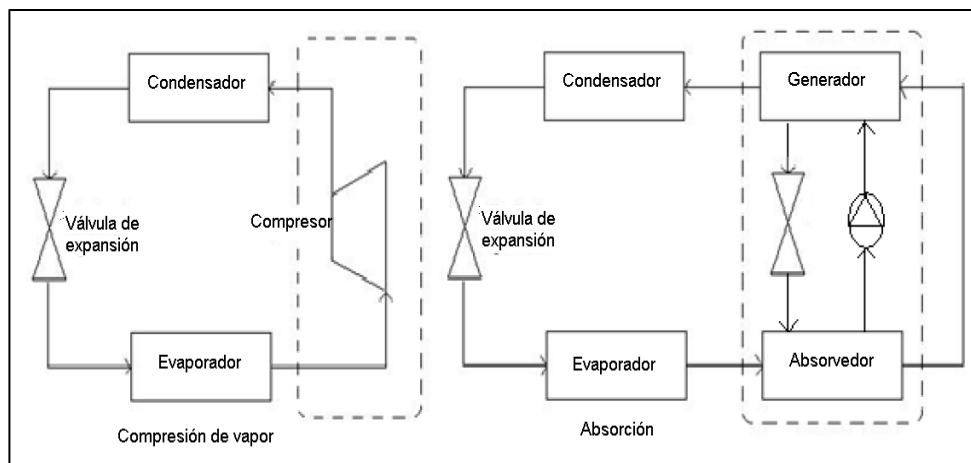 Condensador
Válvula de
expansión
Compresor
Evaporador
Compresión de vapor
Condensador
Generador
Válvula de
expansión
Evaporador
Absorvedor
Absorción